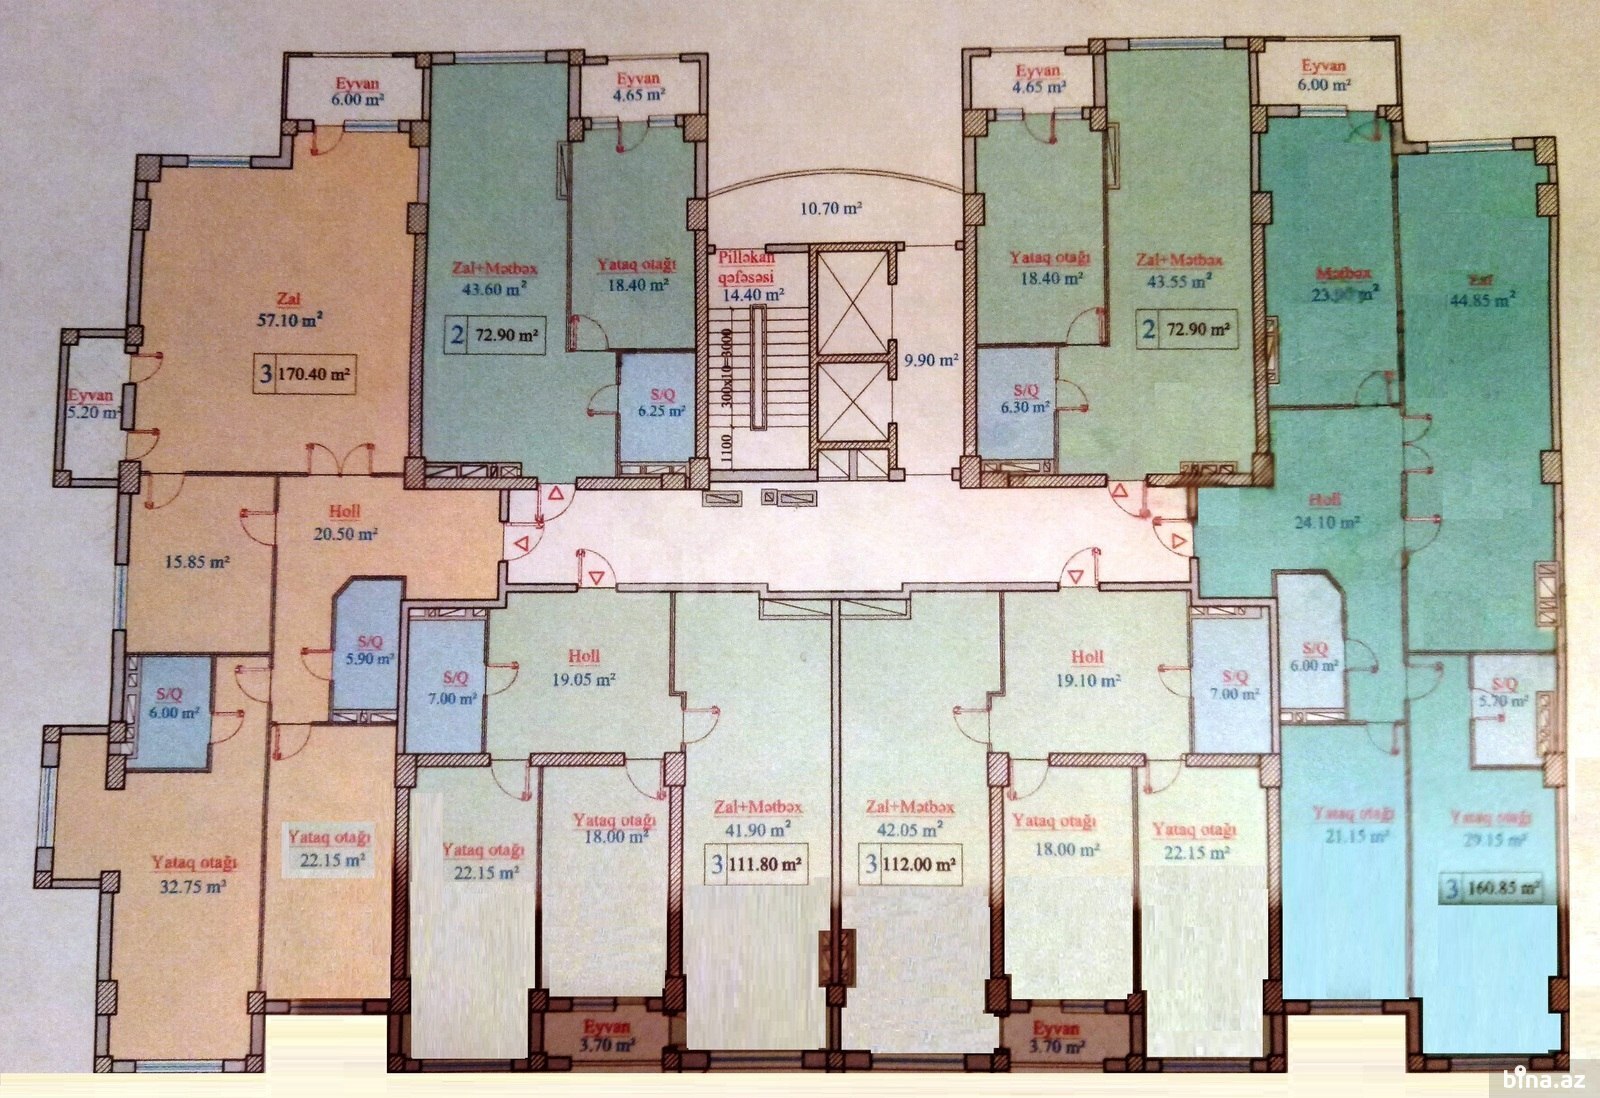 Eyvan
6.00 m²
Eyvan
4.65 m²
Eyvan
4.65 m²
Eyvan
6.00 m²
10.70 m²
Zal
57.10 m²
3 170.40 m²
Zal+Mətbəx
43.60 m²
2 72.90 m²
Yataq otağı
18.40 m²
Pilləkan
qəfəsəsi
14.40 m²
300x10=3000
1100
9.90 m²
Yataq otağı
18.40 m²
Zal+Mətbəx
43.55 m²
2 72.90 m²
Mətbəx
Zal
44.85 m²
Eyvan
5.20 m²
S/Q
6.25 m²
S/Q
6.30 m²
Holl
20.50 m²
15.85 m²
Holl
24.10 m²
S/Q
5.90 m²
S/Q
6.00 m²
S/Q
7.00 m²
Holl
19.05 m²
Holl
19.10 m²
S/Q
7.00 m²
S/Q
6.00 m²
S/Q
5.70 m²
Yataq otağı
32.75 m²
Yataq otağı
22.15 m²
Yataq otağı
22.15 m²
Yataq otağı
18.00 m²
Zal+Mətbəx
41.90 m²
3 111.80 m²
Zal+Mətbəx
42.05 m²
3 112.00 m²
Yataq otağı
18.00 m²
Yataq otağı
22.15 m²
Yataq otağı
21.15 m²
Yataq otağı
29.15 m²
3 160.85 m²
Eyvan
3.70 m²
Eyvan
3.70 m²
bina.az